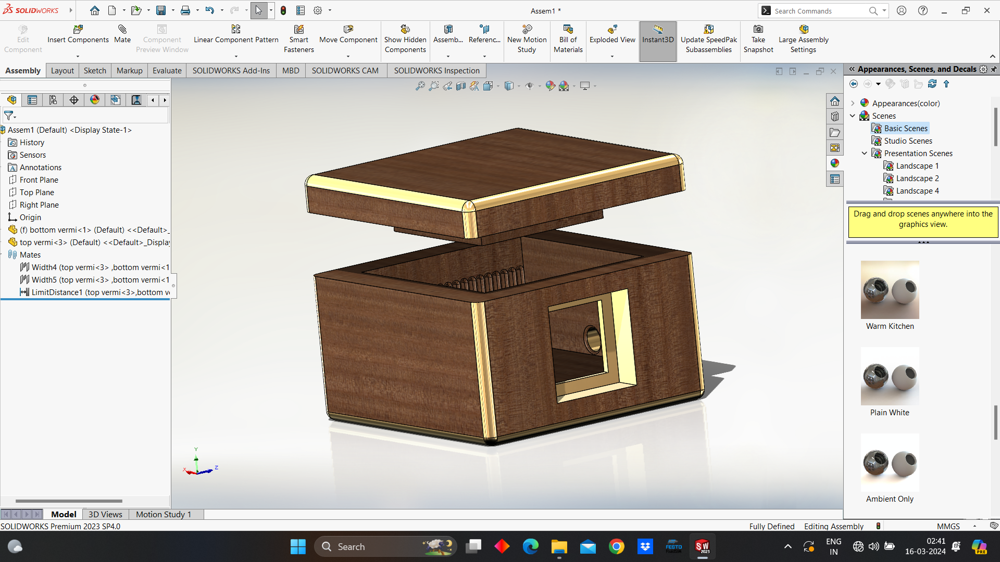 SOLIDWORKS
Assem1 *
Search Commands
Edit Component
Insert Components
Mate
Component Preview Window
Linear Component Pattern
Smart Fasteners
Move Component
Show Hidden Components
Assemb...
Referenc...
New Motion Study
Bill of Materials
Exploded View
Instant3D
Update SpeedPak Subassemblies
Take Snapshot
Large Assembly Settings
Assembly Layout Sketch Markup Evaluate SOLIDWORKS Add-Ins MBD SOLIDWORKS CAM SOLIDWORKS Inspection
Assem1 (Default) <Display State-1>
History
Sensors
Annotations
Front Plane
Top Plane
Right Plane
Origin
(f) bottom vermi<1> (Default) <<Default>_
top vermi<3> (Default) <<Default>_Display
Mates
Width4 (top vermi<3> ,bottom vermi<1
Width5 (top vermi<3> ,bottom vermi<1
LimitDistance1 (top vermi<3>,bottom ve
Y
X
Z
Appearances, Scenes, and Decals
Appearances(color)
Scenes
Basic Scenes
Studio Scenes
Presentation Scenes
Landscape 1
Landscape 2
Landscape 4
Drag and drop scenes anywhere into the
graphics view.
Warm Kitchen
Plain White
Ambient Only
Model 3D Views Motion Study 1
SOLIDWORKS Premium 2023 SP4.0
Fully Defined Editing Assembly MMGS
Search
FESTO
SW
2023
ENG
IN
02:41
16-03-2024
PRE